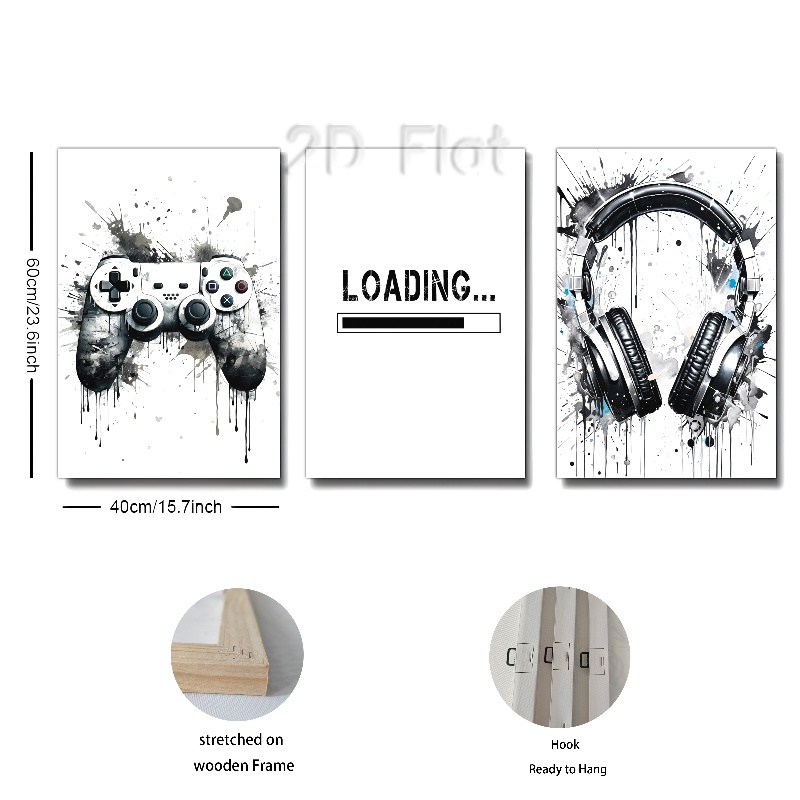 2D Flat
LOADING...
60cm/23.6inch
40cm/15.7inch
stretched on
wooden Frame
Hook
Ready to Hang